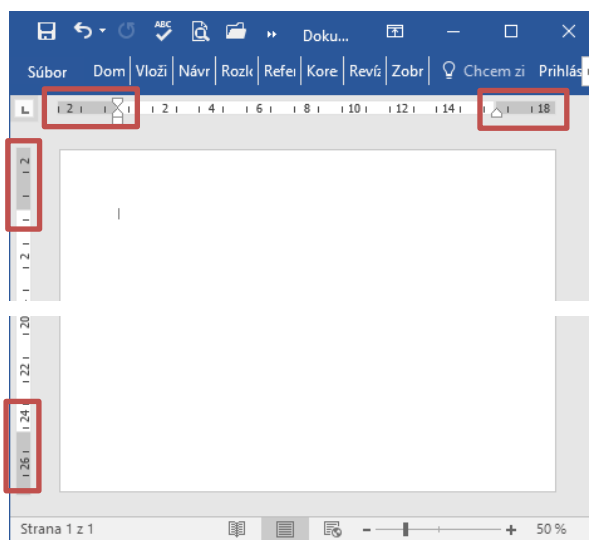 ABC
Doku...
Súbor Dom Vloži Návr Rozlo Refer Kore Revíz Zobr Chcem zi Prihlás
L 2 2 4 6 8 10 12 14 18
2
2
20
22
24
26
Strana 1 z 1 50 %